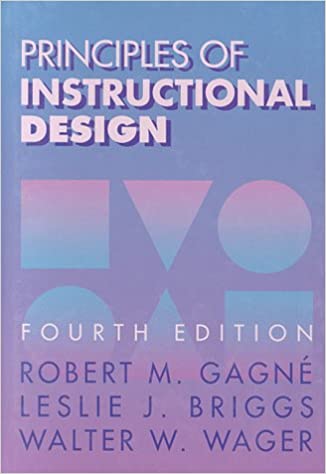 PRINCIPLES OF
INSTRUCTIONAL
DESIGN
FOURTH EDITION
ROBERT M. GAGNÉ
LESLIE J. BRIGGS
WALTER W. WAGER